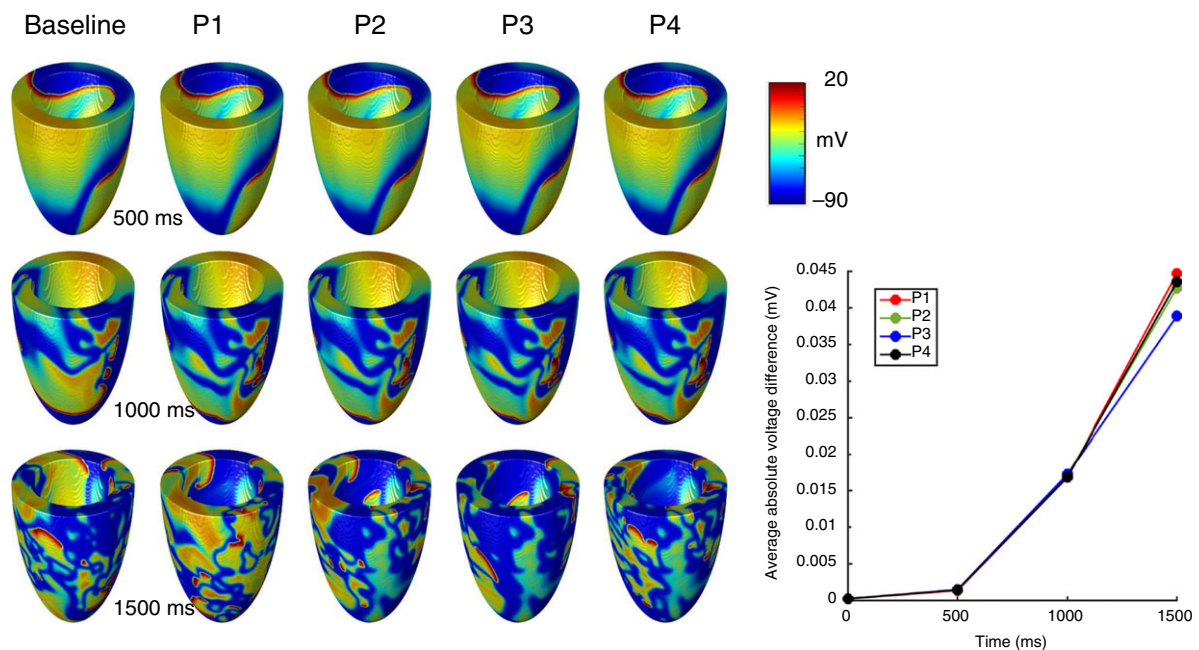 Baseline
P1
P2
P3
P4
20
mV
–90
500 ms
1000 ms
1500 ms
0.045
0.04
0.035
0.03
0.025
0.02
0.015
0.01
0.005
0
Average absolute voltage difference (mV)
P1
P2
P3
P4
0
500
1000
1500
Time (ms)